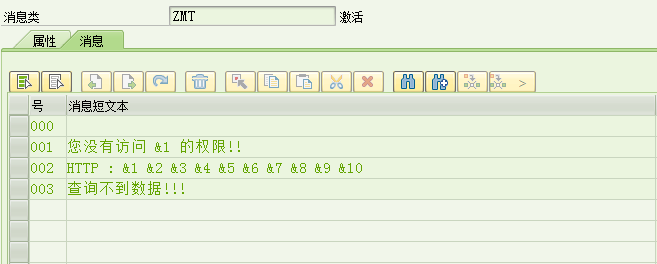 消息类 ZMT 激活
属性 消息
号 消息短文本
000
001 您没有访问 &1 的权限!!
002 HTTP : &1 &2 &3 &4 &5 &6 &7 &8 &9 &10
003 查询不到数据!!!